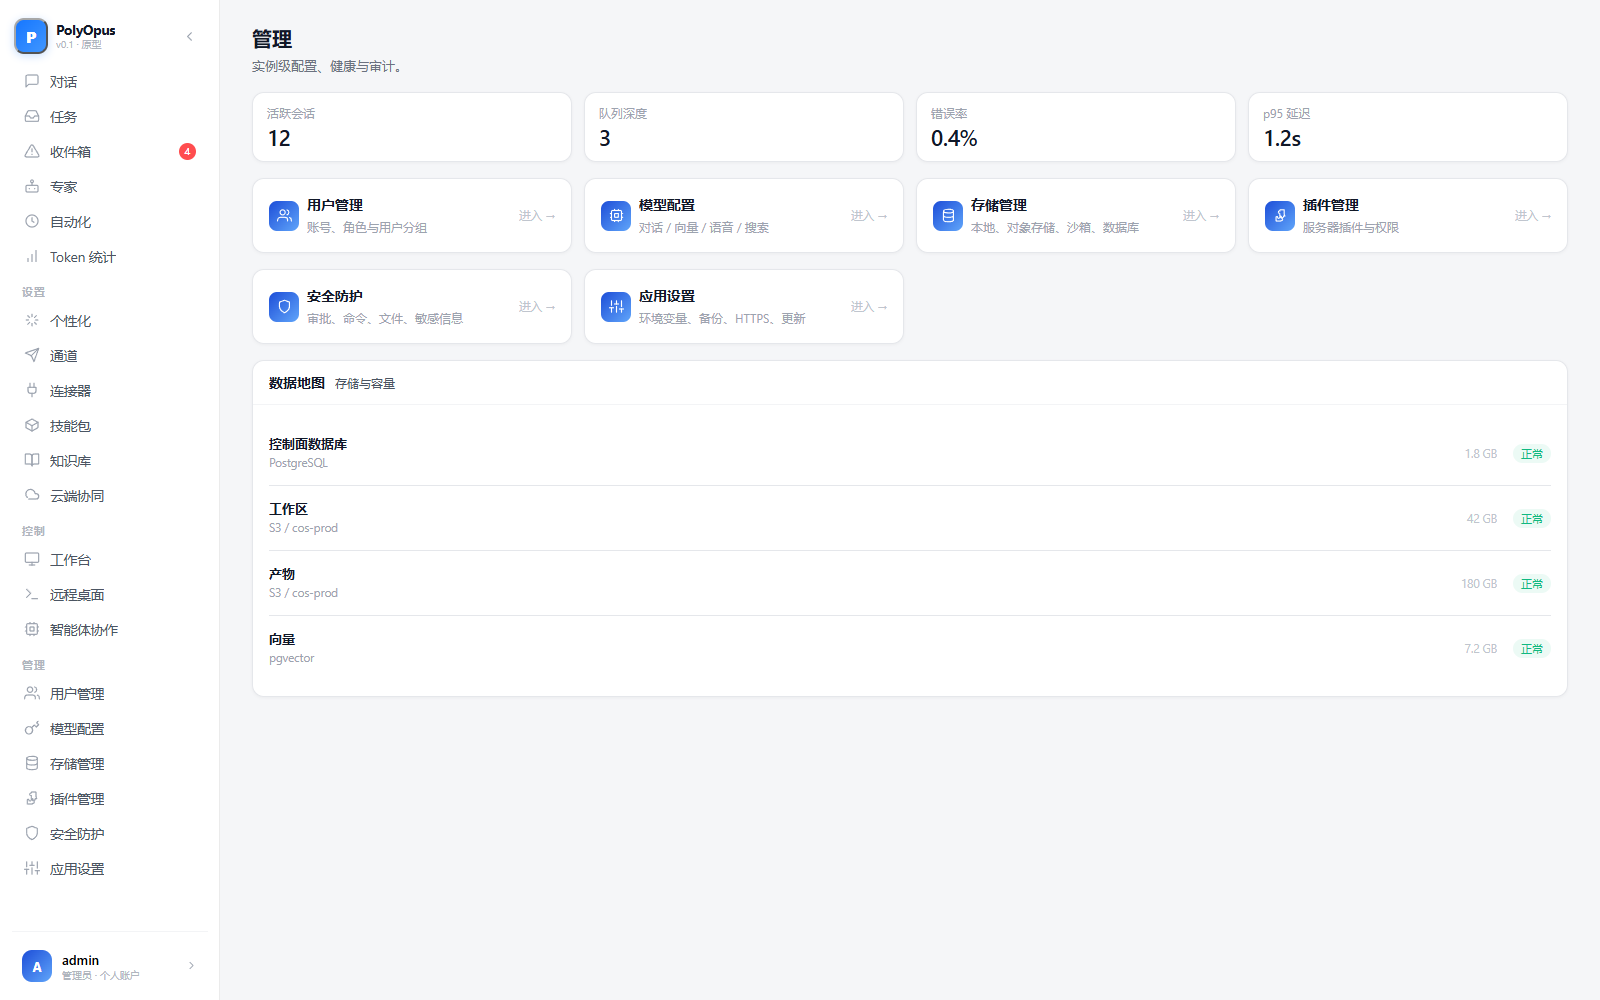 P
PolyOpus
v0.1 · 原型
对话
任务
收件箱
4
专家
自动化
Token 统计
设置
个性化
通道
连接器
技能包
知识库
云端协同
控制
工作台
远程桌面
智能体协作
管理
用户管理
模型配置
存储管理
插件管理
安全防护
应用设置
A
admin
管理员 · 个人账户
管理
实例级配置、健康与审计。
活跃会话
12
队列深度
3
错误率
0.4%
p95 延迟
1.2s
用户管理
账号、角色与用户分组
进入 →
模型配置
对话 / 向量 / 语音 / 搜索
进入 →
存储管理
本地、对象存储、沙箱、数据库
进入 →
插件管理
服务器插件与权限
进入 →
安全防护
审批、命令、文件、敏感信息
进入 →
应用设置
环境变量、备份、HTTPS、更新
进入 →
数据地图 存储与容量
控制面数据库
PostgreSQL
1.8 GB 正常
工作区
S3 / cos-prod
42 GB 正常
产物
S3 / cos-prod
180 GB 正常
向量
pgvector
7.2 GB 正常